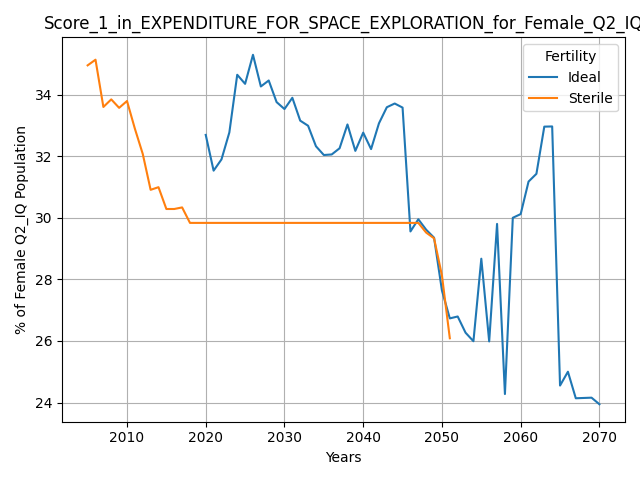 Score_1_in_EXPENDITURE_FOR_SPACE_EXPLORATION_for_Female_Q2_IQ
Fertility
Ideal
Sterile
% of Female Q2_IQ Population
34
32
30
28
26
24
2010 2020 2030 2040 2050 2060 2070
Years